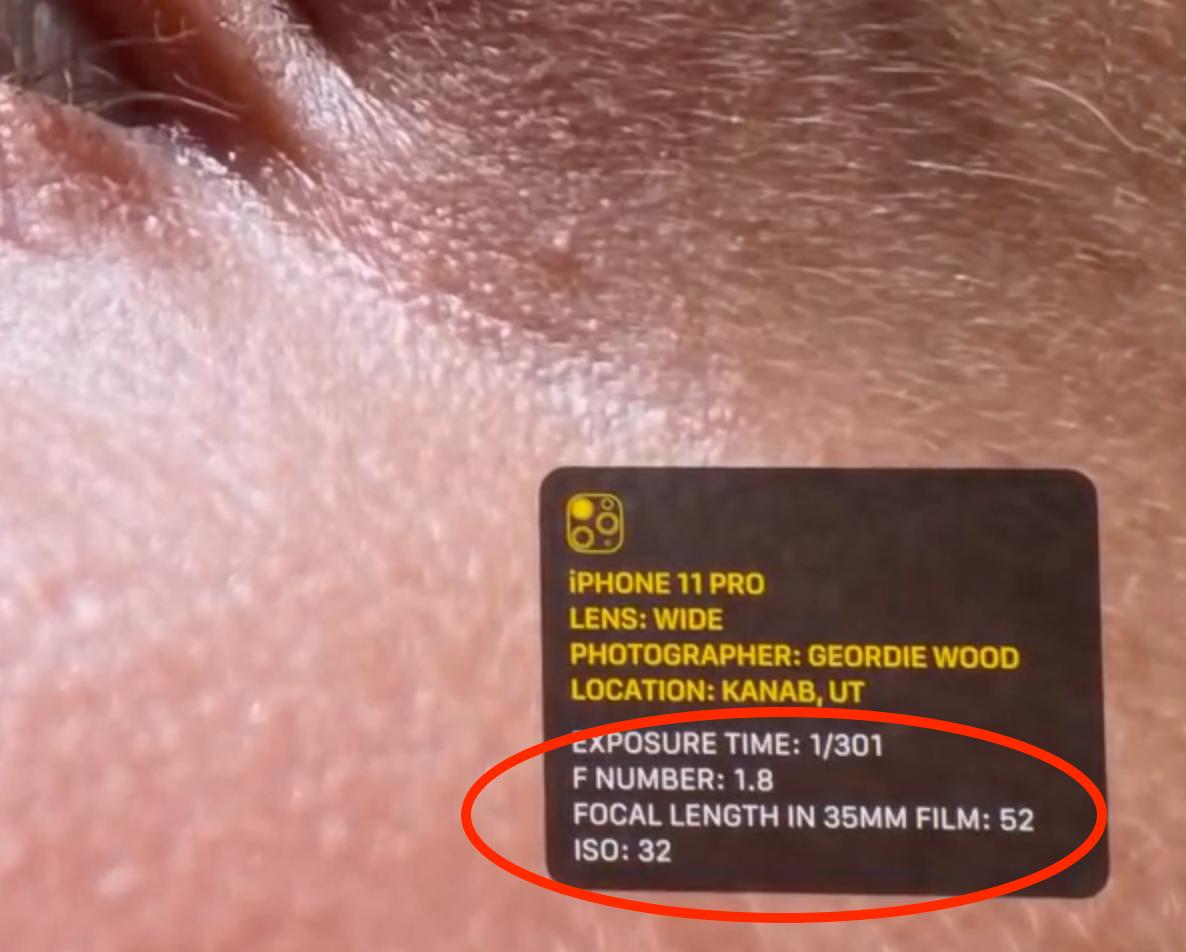 iPHONE 11 PRO
LENS: WIDE
PHOTOGRAPHER: GEORDIE WOOD
LOCATION: KANAB, UT
EXPOSURE TIME: 1/301
F NUMBER: 1.8
FOCAL LENGTH IN 35MM FILM: 52
ISO: 32